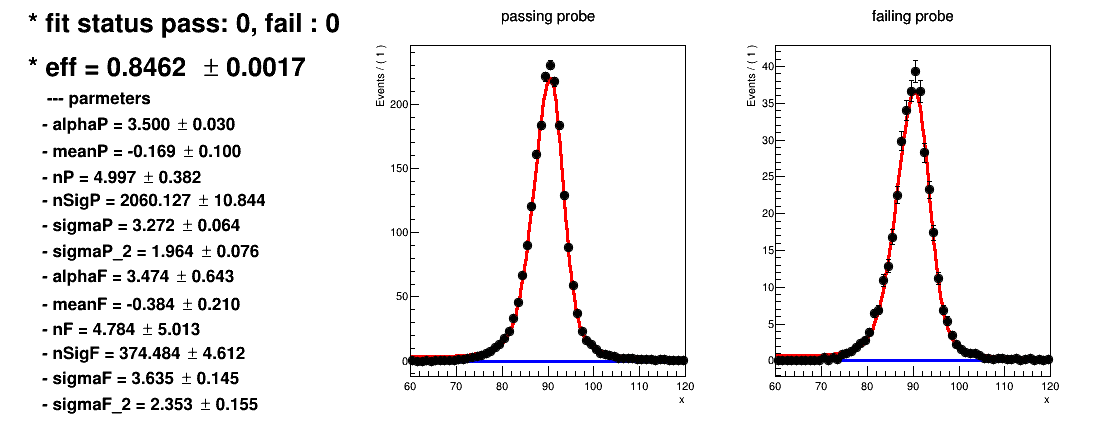 * fit status pass: 0, fail : 0
* eff = 0.8462 ± 0.0017
--- parmeters
- alphaP = 3.500 ± 0.030
- meanP = -0.169 ± 0.100
- nP = 4.997 ± 0.382
- nSigP = 2060.127 ± 10.844
- sigmaP = 3.272 ± 0.064
- sigmaP_2 = 1.964 ± 0.076
- alphaF = 3.474 ± 0.643
- meanF = -0.384 ± 0.210
- nF = 4.784 ± 5.013
- nSigF = 374.484 ± 4.612
- sigmaF = 3.635 ± 0.145
- sigmaF_2 = 2.353 ± 0.155
passing probe
Events / ( 1 )
200
150
100
50
0
60 70 80 90 100 110 120
x
failing probe
Events / ( 1 )
40
35
30
25
20
15
10
5
0
60 70 80 90 100 110 120
x